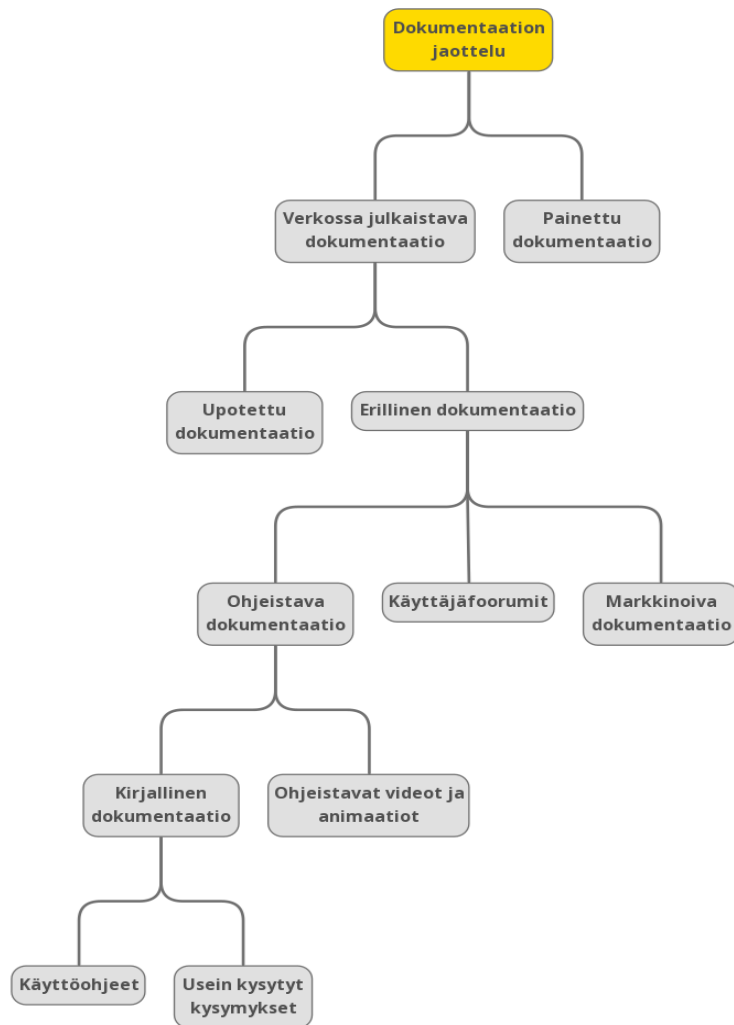 Dokumentaation
jaottelu
Verkossa julkaistava
dokumentaatio
Painettu
dokumentaatio
Upotettu
dokumentaatio
Erillinen dokumentaatio
Ohjeistava
dokumentaatio
Käyttäjäfoorumit
Markkinoiva
dokumentaatio
Kirjallinen
dokumentaatio
Ohjeistavat videot ja
animaatiot
Käyttöohjeet
Usein kysytyt
kysymykset